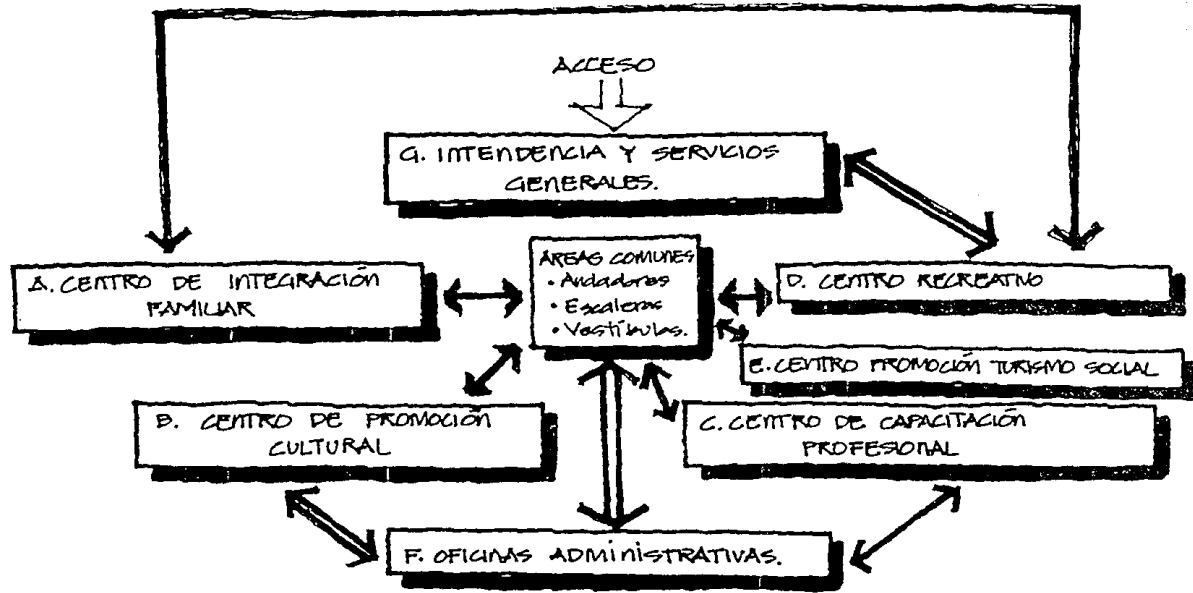 ACCESO
G. INTENDENCIA Y SERVICIOS
GENERALES.
AREAS COMUNES
• Andadores
• Escaleras
• Vestíbulos.
A. CENTRO DE INTEGRACIÓN
FAMILIAR
D. CENTRO RECREATIVO
E. CENTRO PROMOCIÓN TURISMO SOCIAL
B. CENTRO DE PROMOCIÓN
CULTURAL
C. CENTRO DE CAPACITACIÓN
PROFESIONAL
F. OFICINAS ADMINISTRATIVAS.